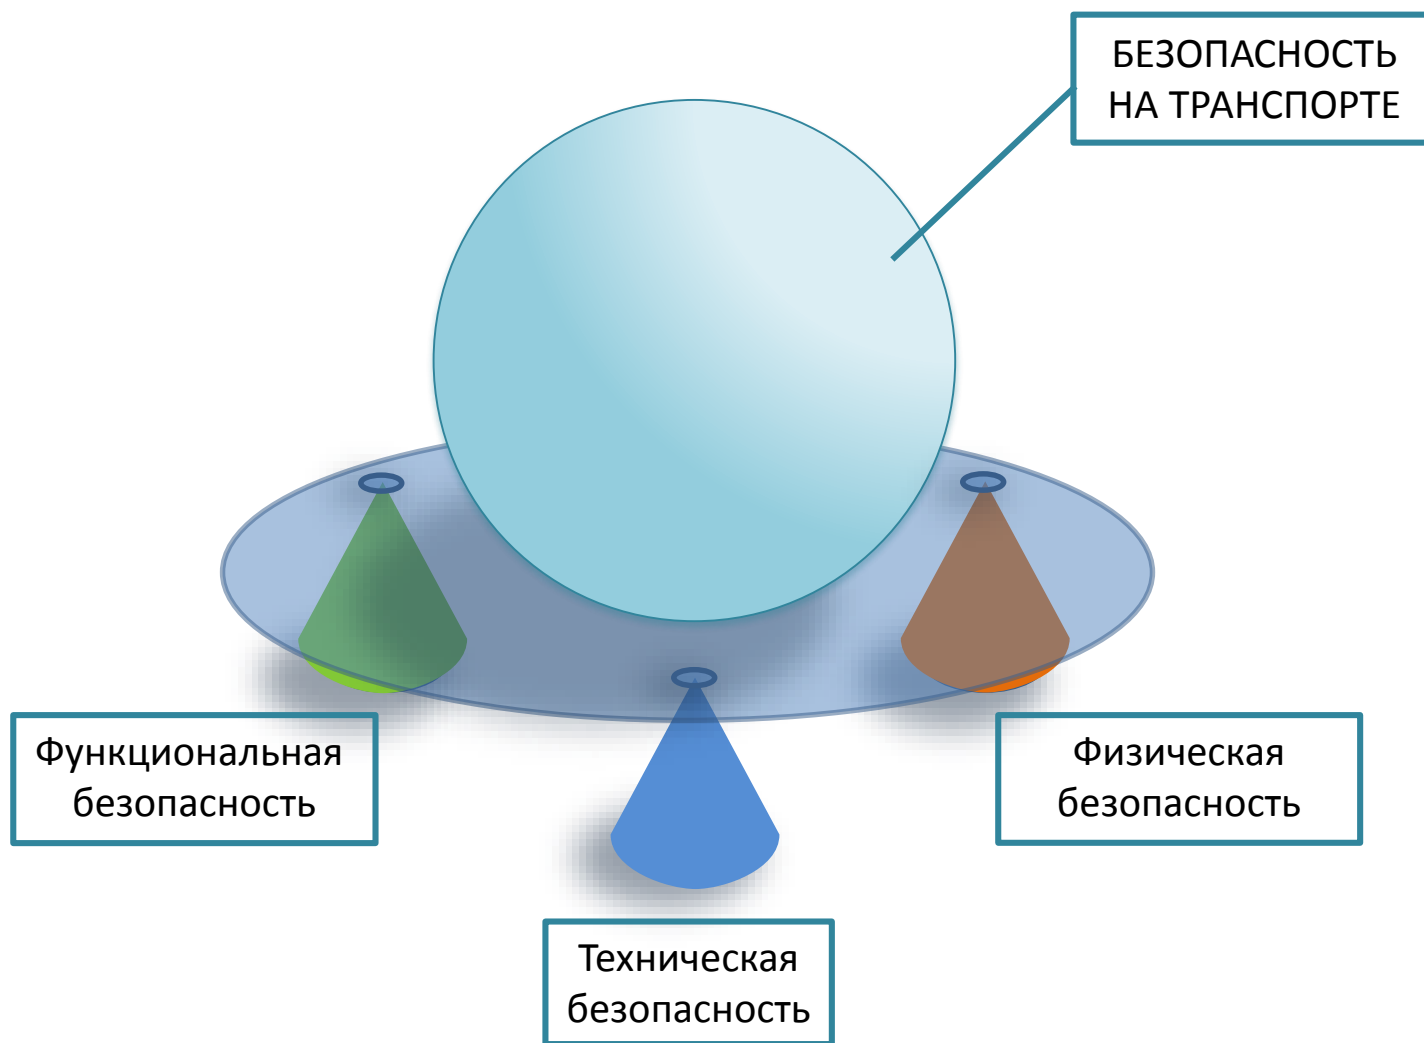 БЕЗОПАСНОСТЬ
НА ТРАНСПОРТЕ
Функциональная
безопасность
Физическая
безопасность
Техническая
безопасность